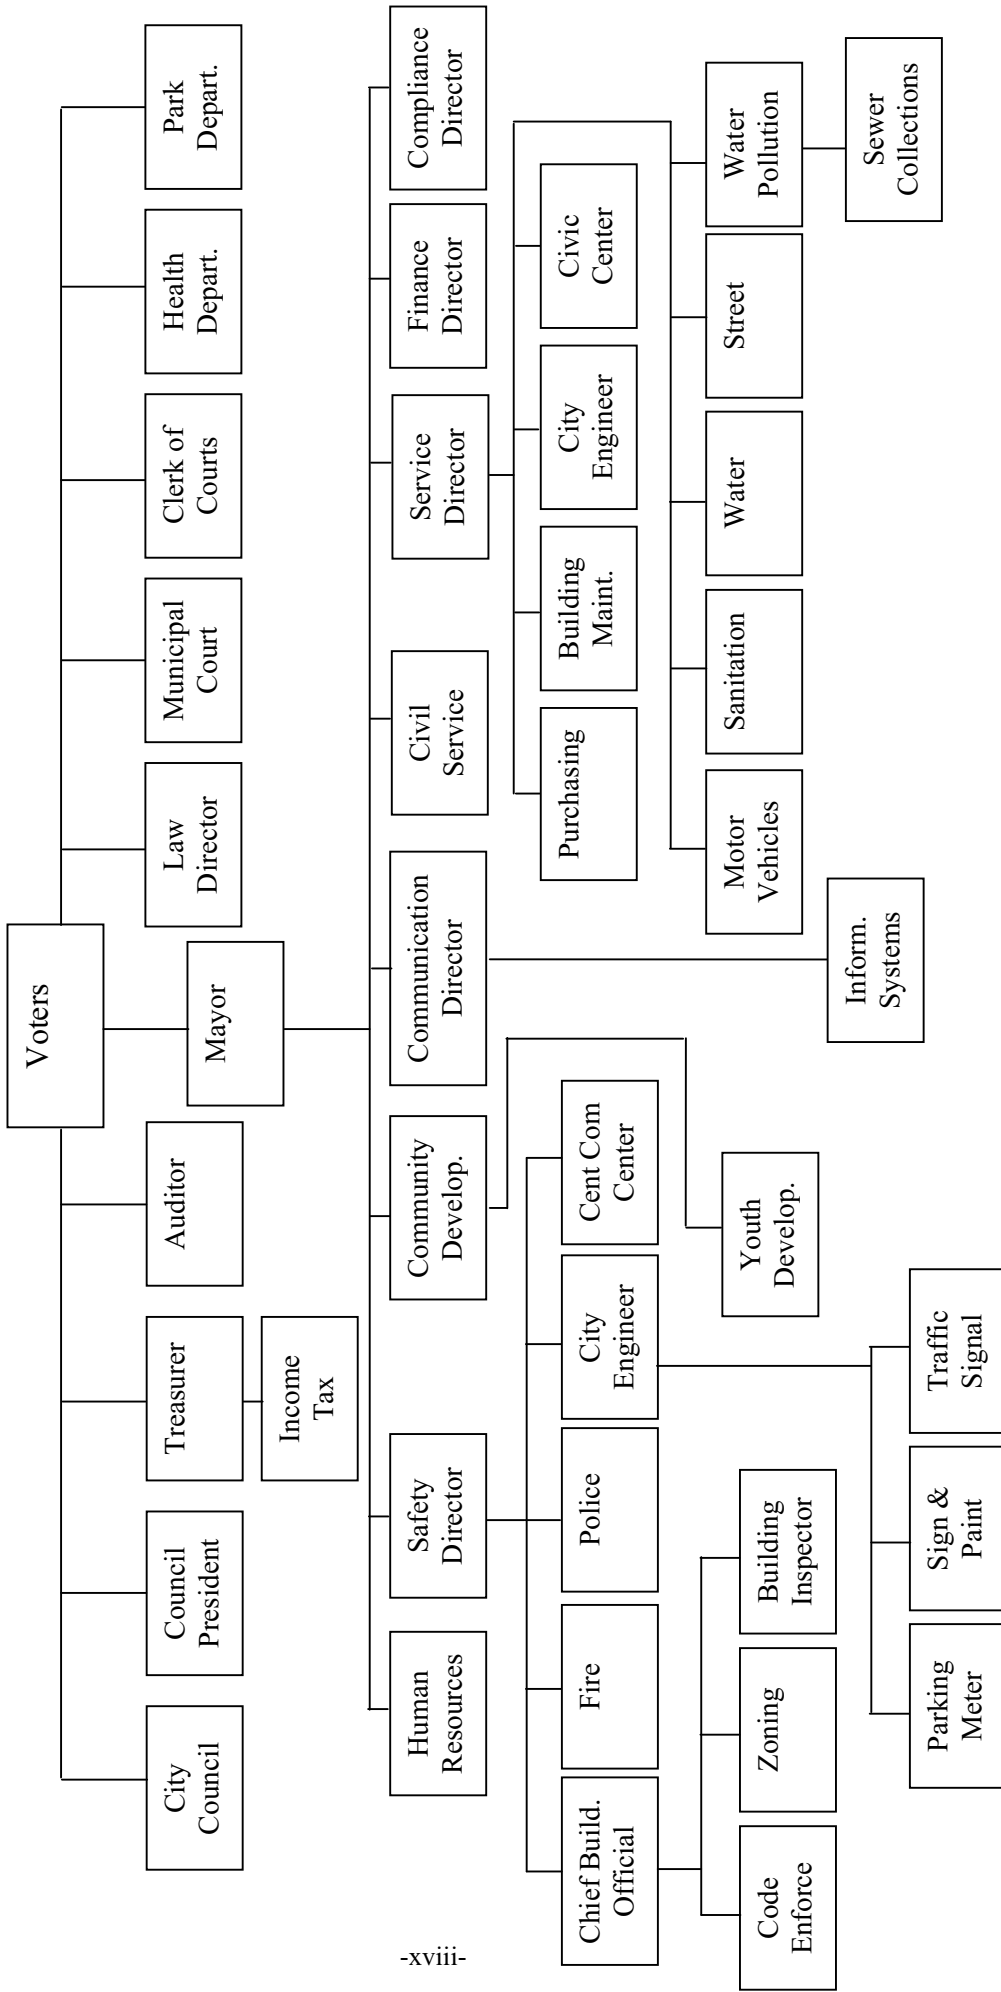 Voters
City
Council
Council
President
Treasurer
Auditor
Mayor
Law
Director
Municipal
Court
Clerk of
Courts
Health
Depart.
Park
Depart.
Income
Tax
Human
Resources
Safety
Director
Community
Develop.
Communication
Director
Civil
Service
Service
Director
Finance
Director
Compliance
Director
Chief Build.
Official
Fire
Police
City
Engineer
Cent Com
Center
Purchasing
Building
Maint.
City
Engineer
Civic
Center
Code
Enforce
Zoning
Building
Inspector
Youth
Develop.
Motor
Vehicles
Sanitation
Water
Street
Water
Pollution
Inform.
Systems
Sewer
Collections
Parking
Meter
Sign &
Paint
Traffic
Signal
-xviii-